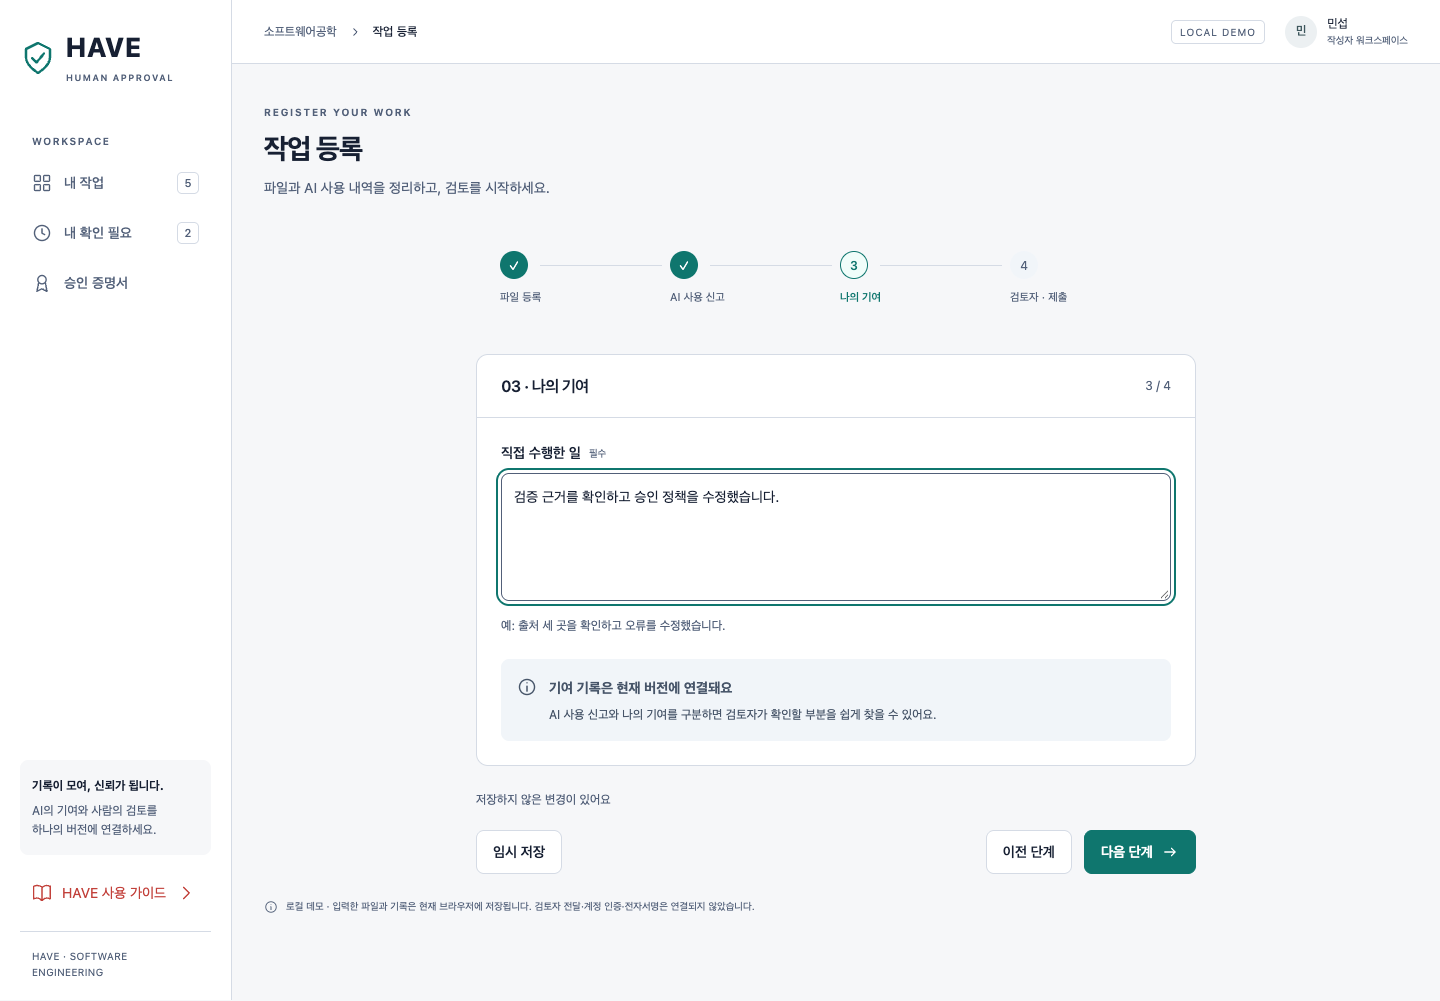 HAVE
HUMAN APPROVAL
WORKSPACE
내 작업
5
내 확인 필요
2
승인 증명서
기록이 모여, 신뢰가 됩니다.
AI의 기여와 사람의 검토를
하나의 버전에 연결하세요.
HAVE 사용 가이드
HAVE · SOFTWARE
ENGINEERING
소프트웨어공학
작업 등록
LOCAL DEMO
민
민섭
작성자 워크스페이스
REGISTER YOUR WORK
작업 등록
파일과 AI 사용 내역을 정리하고, 검토를 시작하세요.
3
4
파일 등록
AI 사용 신고
나의 기여
검토자 · 제출
03 · 나의 기여
3 / 4
직접 수행한 일 필수
검증 근거를 확인하고 승인 정책을 수정했습니다.
예: 출처 세 곳을 확인하고 오류를 수정했습니다.
기여 기록은 현재 버전에 연결돼요
AI 사용 신고와 나의 기여를 구분하면 검토자가 확인할 부분을 쉽게 찾을 수 있어요.
저장하지 않은 변경이 있어요
임시 저장
이전 단계
다음 단계 →
로컬 데모 · 입력한 파일과 기록은 현재 브라우저에 저장됩니다. 검토자 전달·계정 인증·전자서명은 연결되지 않았습니다.